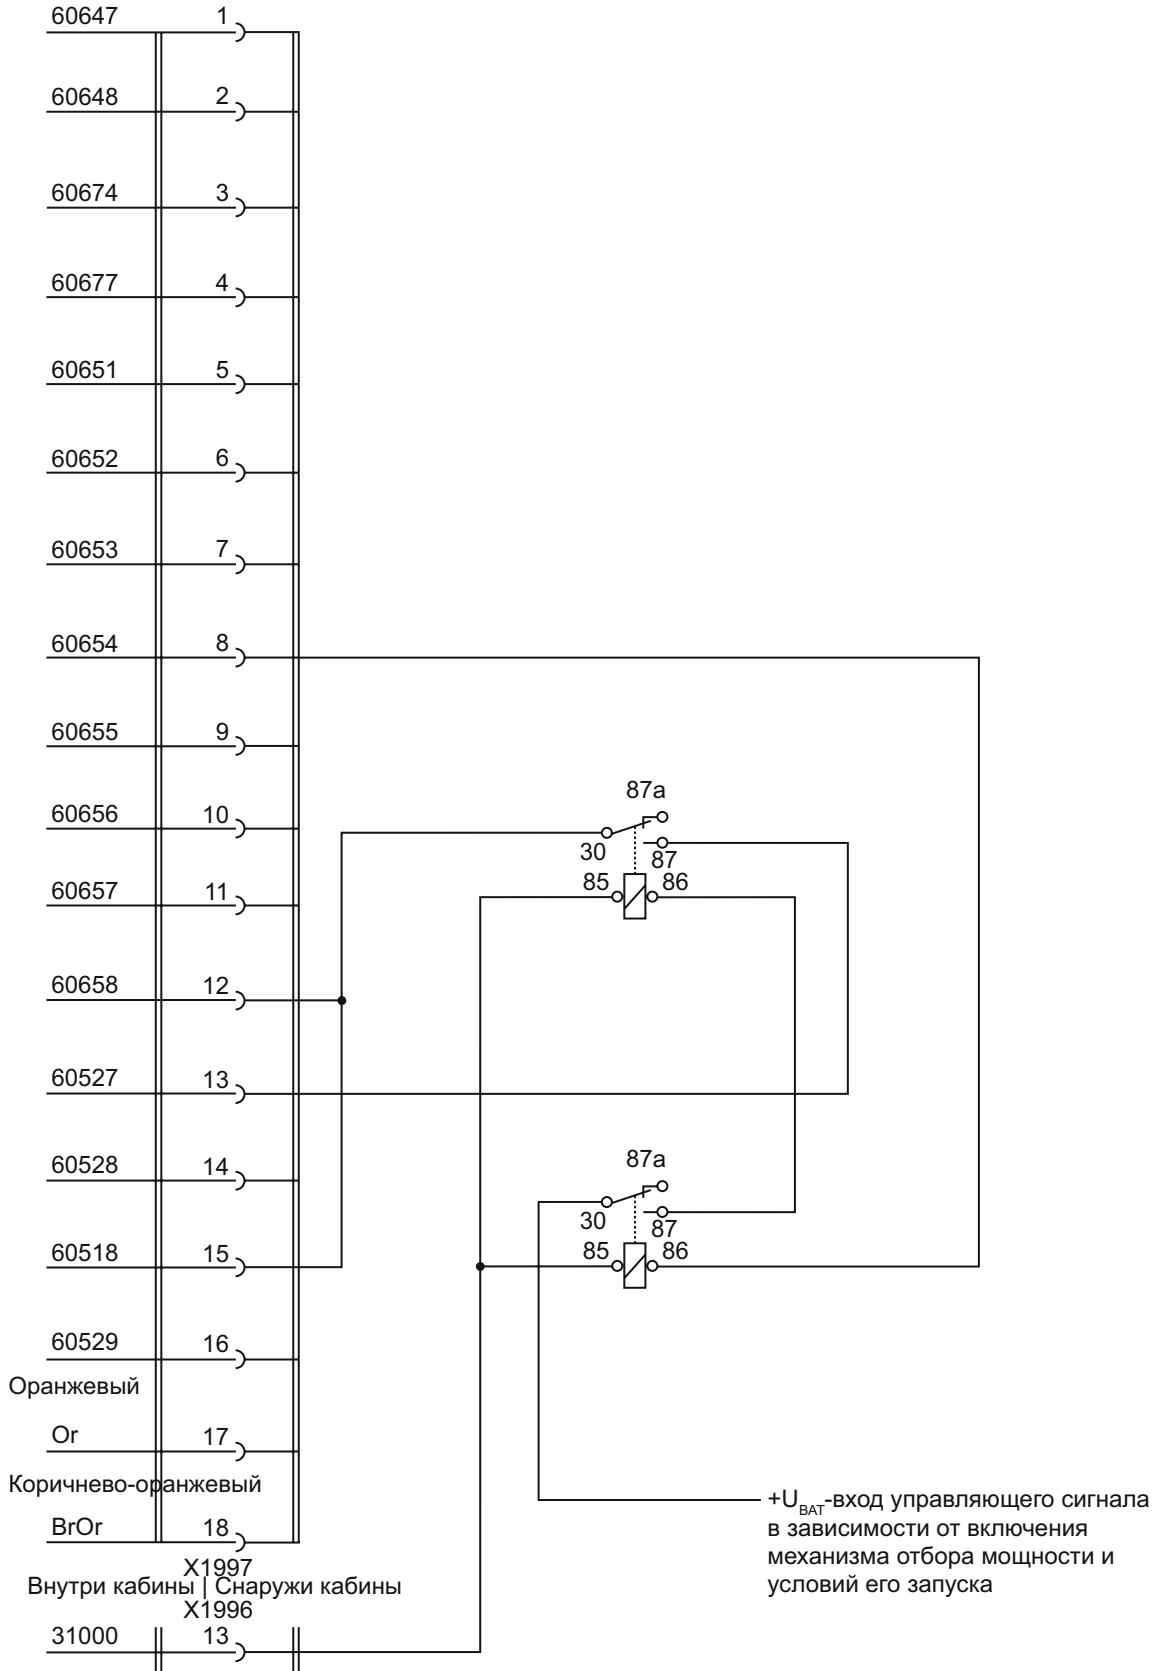 60647 1
60648 2
60674 3
60677 4
60651 5
60652 6
60653 7
60654 8
60655 9
87a
60656 10
30 87
60657 11 85 86
60658 12
60527 13
60528 14 87a
30 87
60518 15 85 86
60529 16
Оранжевый
Or 17
Коричнево-оранжевый
BrOr 18
X1997
Внутри кабины | Снаружи кабины
X1996
31000 13
+U_BAT-вход управляющего сигнала
в зависимости от включения
механизма отбора мощности и
условий его запуска